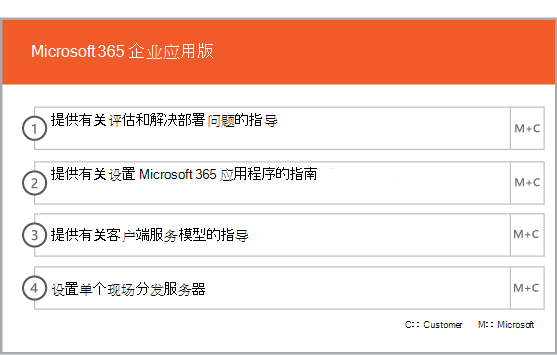 Microsoft 365 企业应用版
1 提供有关评估和解决部署问题的指导 M+C
2 提供有关设置 Microsoft 365 应用程序的指南 M+C
3 提供有关客户端服务模型的指导 M+C
4 设置单个现场分发服务器 M+C
C:: Customer M:: Microsoft